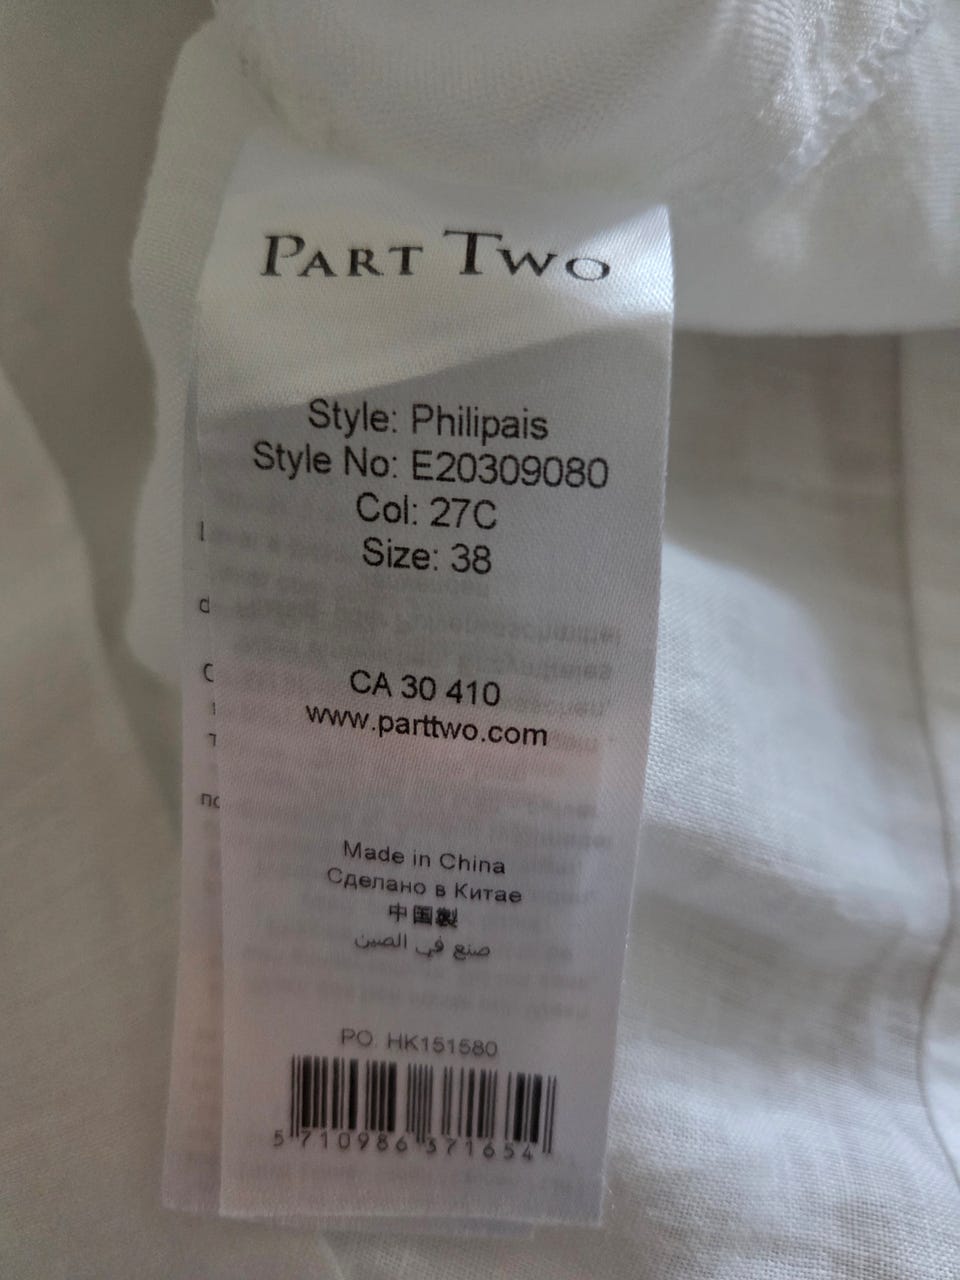 PART TWO
Style: Philipais
Style No: E20309080
Col: 27C
Size: 38
CA 30 410
www.parttwo.com
Made in China
Сделано в Китае
中国製
صنع في الصين
PO. HK151580
5 710986 371654